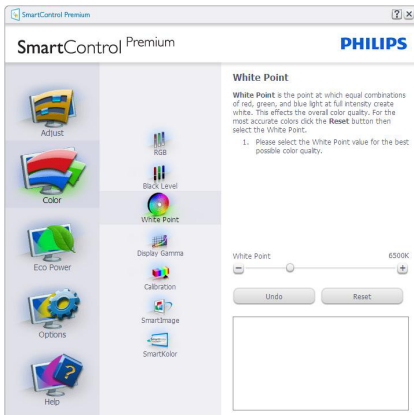 SmartControl Premium
SmartControl Premium
PHILIPS
Adjust
Color
Eco Power
Options
Help
RGB
Black Level
White Point
Display Gamma
Calibration
SmartImage
SmartKolor
White Point
White Point is the point at which equal combinations
of red, green, and blue light at full intensity create
white. This effects the overall color quality. For the
most accurate colors click the Reset button then
select the White Point.
1. Please select the White Point value for the best
possible color quality.
White Point 6500K
Undo Reset